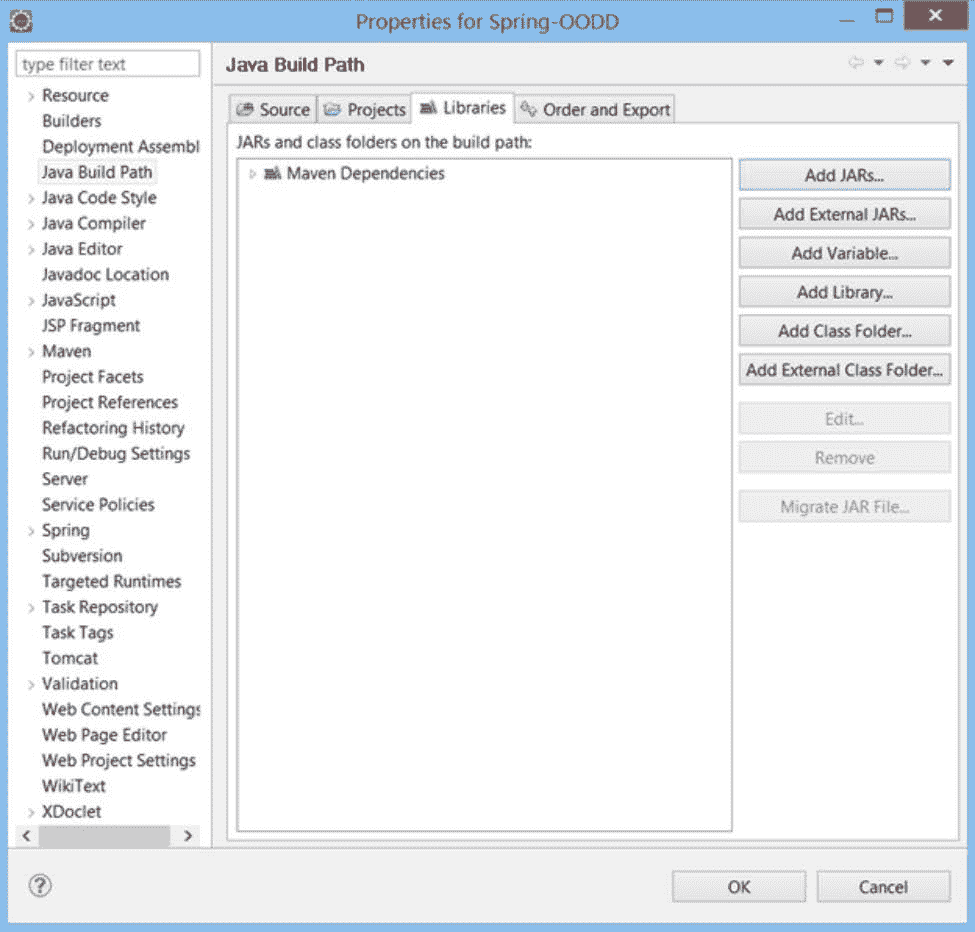 Properties for Spring-OODD
type filter text
Resource
Builders
Deployment Assembl
Java Build Path
Java Code Style
Java Compiler
Java Editor
Javadoc Location
JavaScript
JSP Fragment
Maven
Project Facets
Project References
Refactoring History
Run/Debug Settings
Server
Service Policies
Spring
Subversion
Targeted Runtimes
Task Repository
Task Tags
Tomcat
Validation
Web Content Settings
Web Page Editor
Web Project Settings
WikiText
XDoclet
Java Build Path
Source Projects Libraries Order and Export
JARs and class folders on the build path:
Maven Dependencies
Add JARs...
Add External JARs...
Add Variable...
Add Library...
Add Class Folder...
Add External Class Folder...
Edit...
Remove
Migrate JAR File...
?
OK Cancel